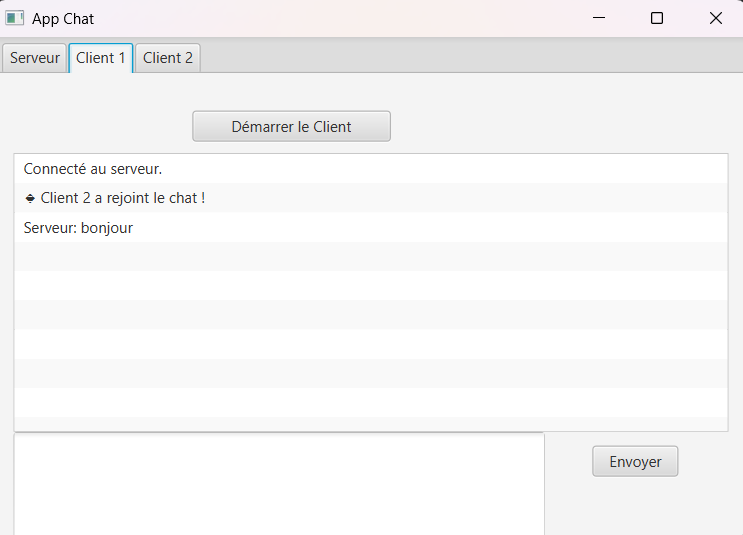 App Chat
Serveur Client 1 Client 2
Démarrer le Client
Connecté au serveur.
Client 2 a rejoint le chat !
Serveur: bonjour
Envoyer